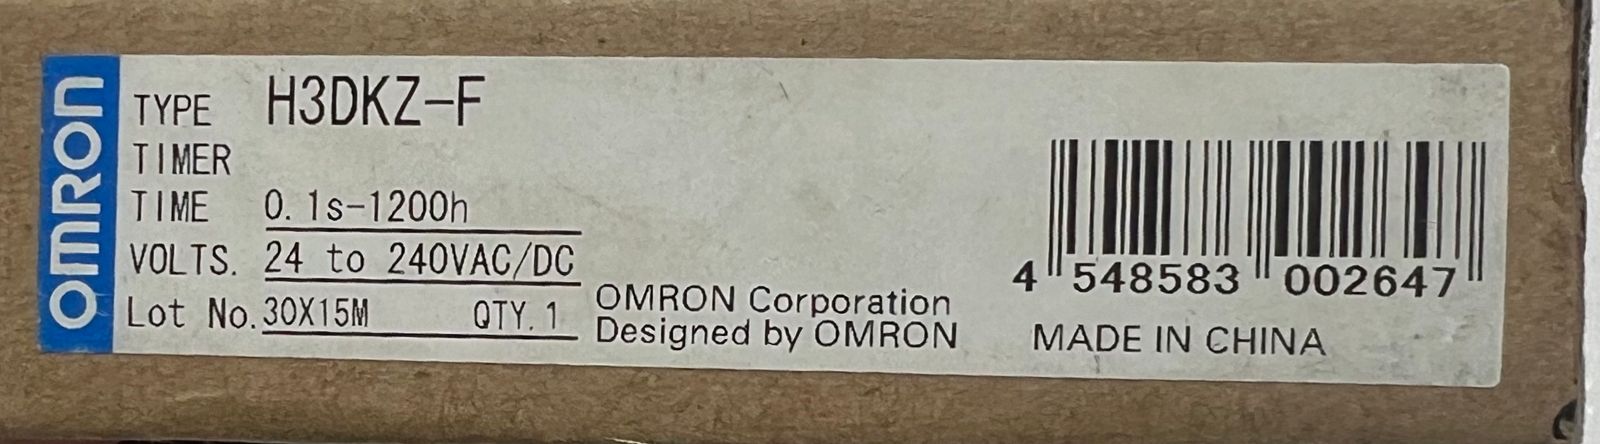 OMRON
TYPE H3DKZ-F
TIMER
TIME 0.1s-1200h
VOLTS. 24 to 240VAC/DC
Lot No. 30X15M QTY. 1
OMRON Corporation
Designed by OMRON
4 548583 002647
MADE IN CHINA